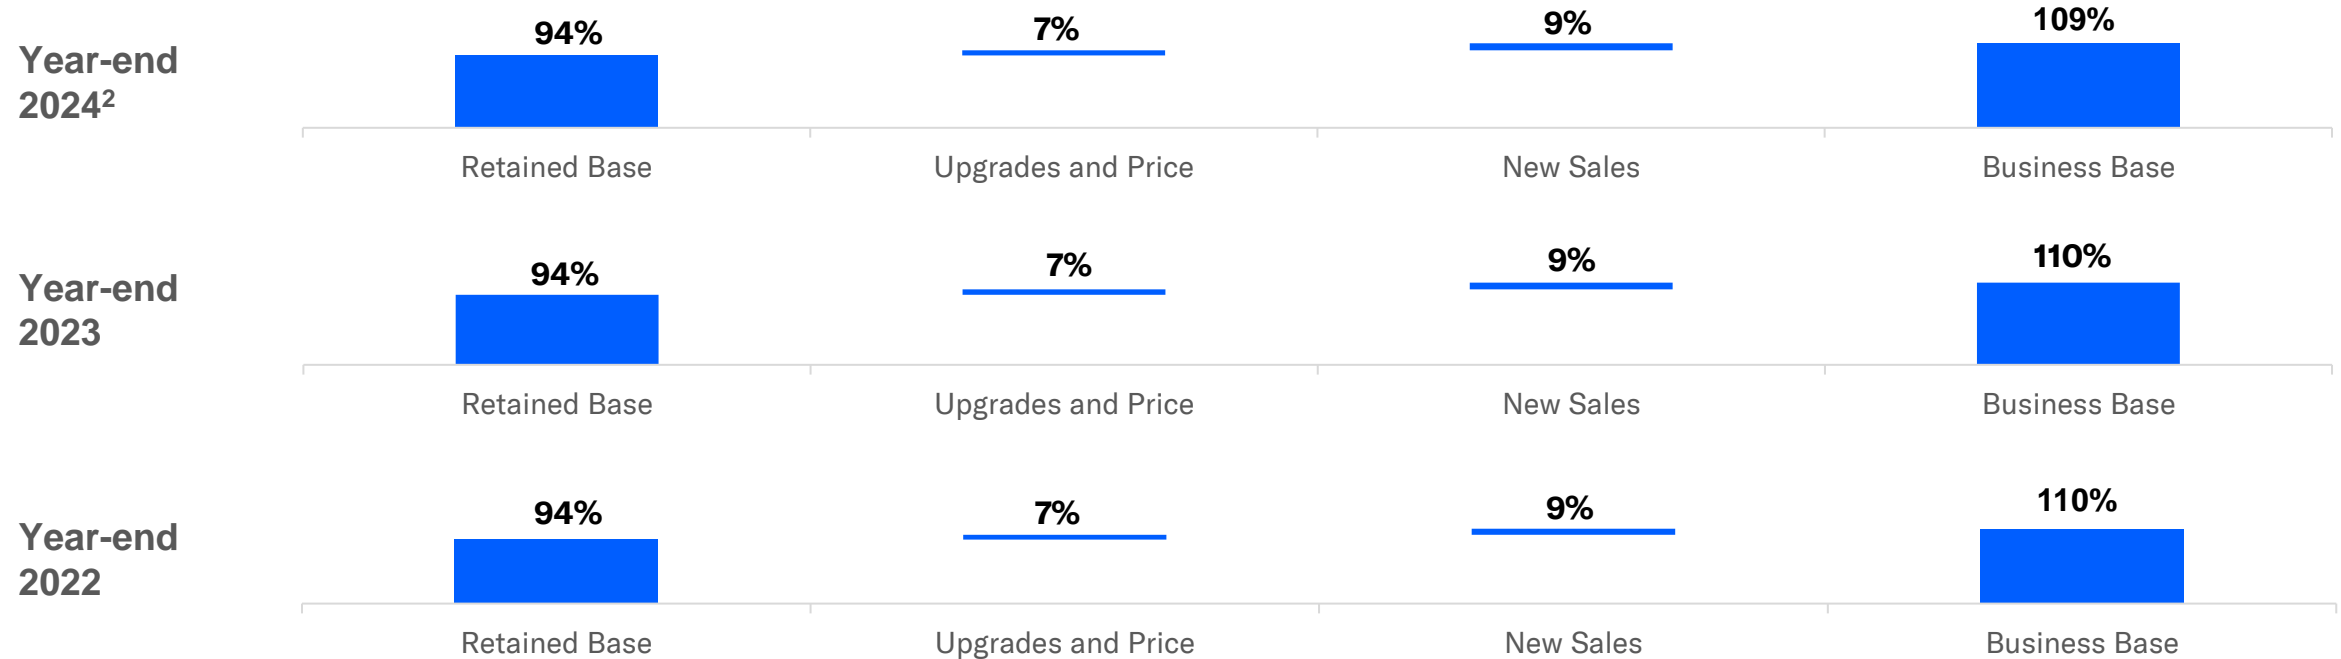 Year-end
2024²
94%
7%
9%
109%
Retained Base
Upgrades and Price
New Sales
Business Base
Year-end
2023
94%
7%
9%
110%
Retained Base
Upgrades and Price
New Sales
Business Base
Year-end
2022
94%
7%
9%
110%
Retained Base
Upgrades and Price
New Sales
Business Base